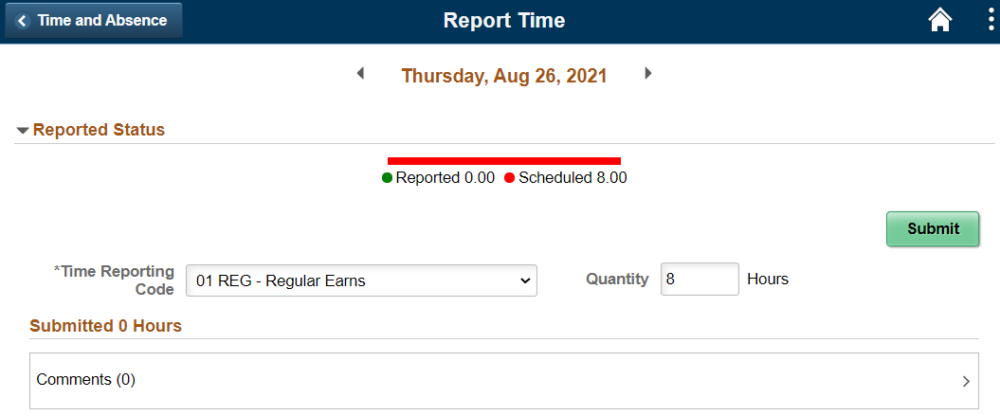 Time and Absence
Report Time
Thursday, Aug 26, 2021
Reported Status
Reported 0.00 Scheduled 8.00
Submit
*Time Reporting
Code
01 REG - Regular Earns
Quantity 8 Hours
Submitted 0 Hours
Comments (0)